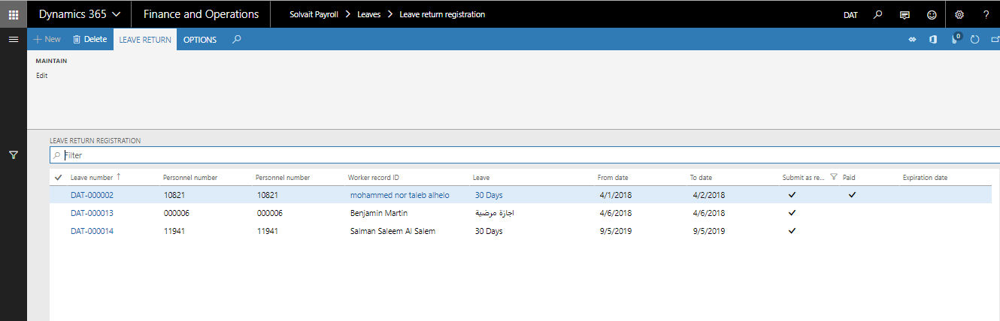 Dynamics 365 Finance and Operations Solvait Payroll > Leaves > Leave return registration DAT ?
+ New Delete LEAVE RETURN OPTIONS 0
MAINTAIN
Edit
LEAVE RETURN REGISTRATION
Filter
Leave number ↑ Personnel number Personnel number Worker record ID Leave From date To date Submit as re... Paid Expiration date
DAT-000002 10821 10821 mohammed nor taleb alhelo 30 Days 4/1/2018 4/2/2018
DAT-000013 000006 000006 Benjamin Martin اجازة مرضية 4/6/2018 4/6/2018
DAT-000014 11941 11941 Salman Saleem Al Salem 30 Days 9/5/2019 9/5/2019